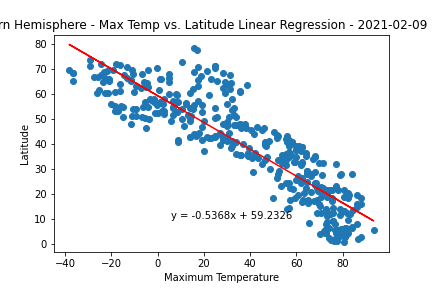 rn Hemisphere - Max Temp vs. Latitude Linear Regression - 2021-02-09
80
70
60
50
40
30
20
10
0
Latitude
y = -0.5368x + 59.2326
−40 −20 0 20 40 60 80
Maximum Temperature